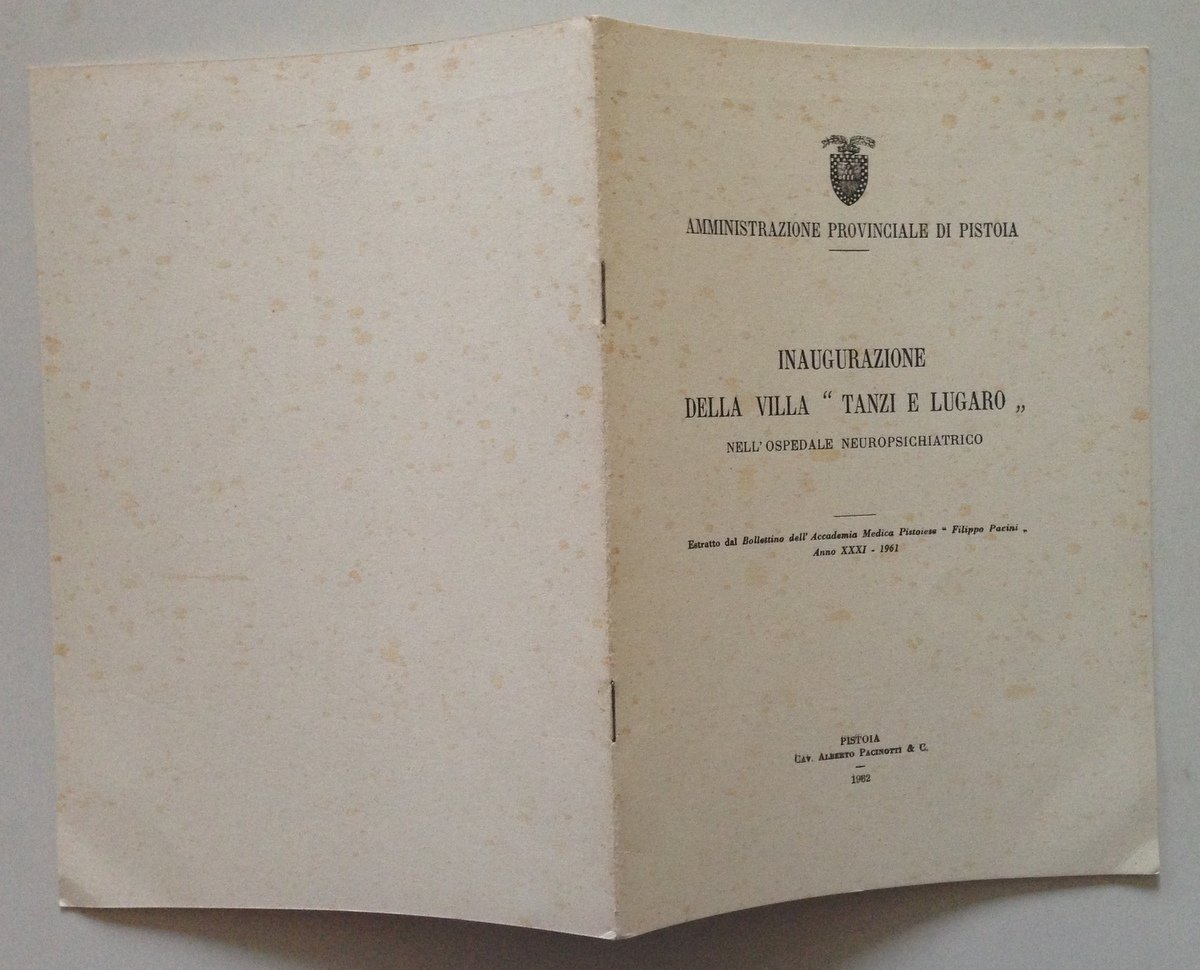 AMMINISTRAZIONE PROVINCIALE DI PISTOIA
INAUGURAZIONE
DELLA VILLA “ TANZI E LUGARO „
NELL' OSPEDALE NEUROPSICHIATRICO
Estratto dal Bollettino dell' Accademia Medica Pistoiese “ Filippo Pacini „
Anno XXXI - 1961
PISTOIA
CAV. ALBERTO PACINOTTI & C.
1962